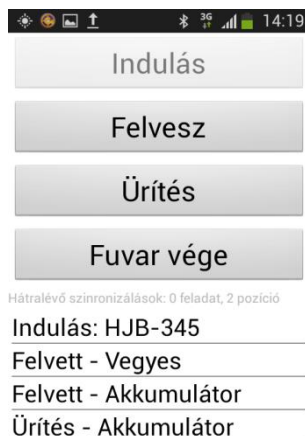 3G 14:19
Indulás
Felvesz
Ürítés
Fuvar vége
Hátralévő szinronizálások: 0 feladat, 2 pozíció
Indulás: HJB-345
Felvett - Vegyes
Felvett - Akkumulátor
Ürítés - Akkumulátor